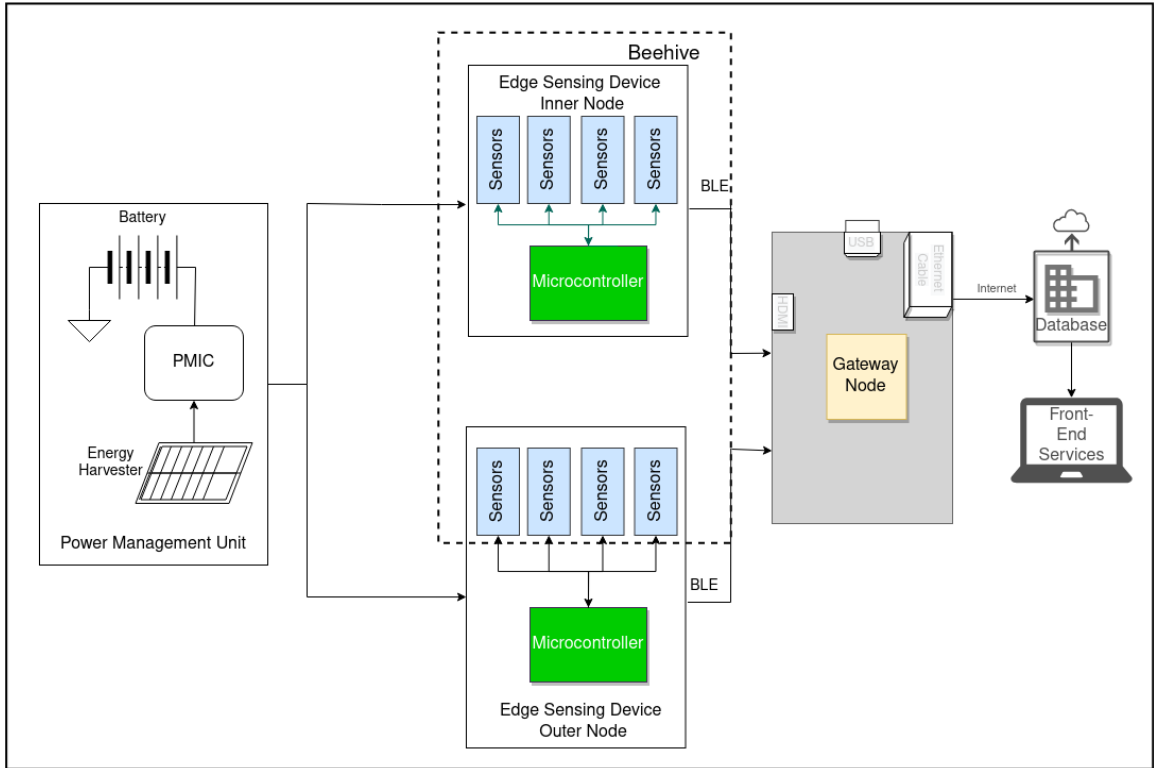 Beehive
Edge Sensing Device
Inner Node
Sensors
Sensors
Sensors
Sensors
Microcontroller
BLE
Battery
PMIC
Energy
Harvester
Power Management Unit
Sensors
Sensors
Sensors
Sensors
Microcontroller
BLE
Edge Sensing Device
Outer Node
USB
Ethernet
Cable
HDMI
Gateway
Node
Internet
Database
Front-
End
Services